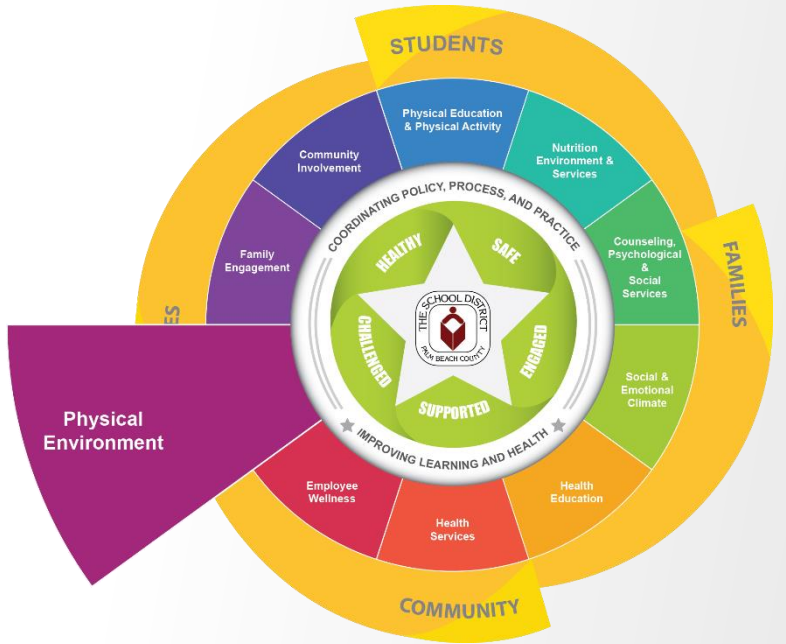 STUDENTS
FAMILIES
COMMUNITY
ES
Physical Education
& Physical Activity
Nutrition
Environment &
Services
Counseling,
Psychological
&
Social
Services
Social &
Emotional
Climate
Health
Education
Health
Services
Employee
Wellness
Physical
Environment
Family
Engagement
Community
Involvement
COORDINATING POLICY, PROCESS, AND PRACTICE
IMPROVING LEARNING AND HEALTH
HEALTHY
SAFE
ENGAGED
SUPPORTED
CHALLENGED
THE SCHOOL DISTRICT
PALM BEACH COUNTY